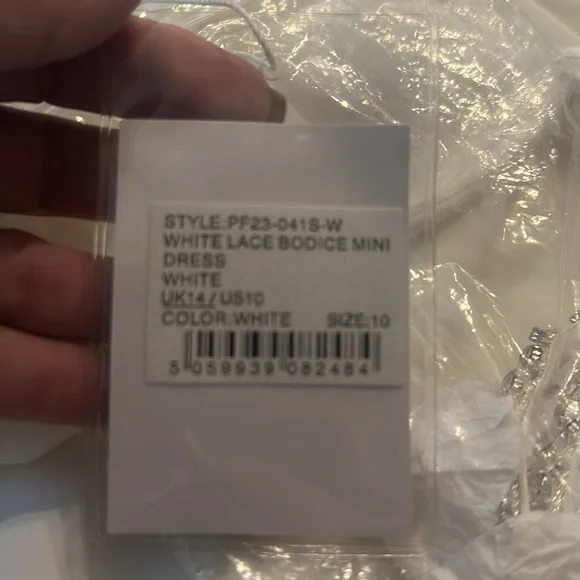 STYLE:PF23-041S-W
WHITE LACE BODICE MINI
DRESS
WHITE
UK14/US10
COLOR:WHITE SIZE:10
5 059939 082484